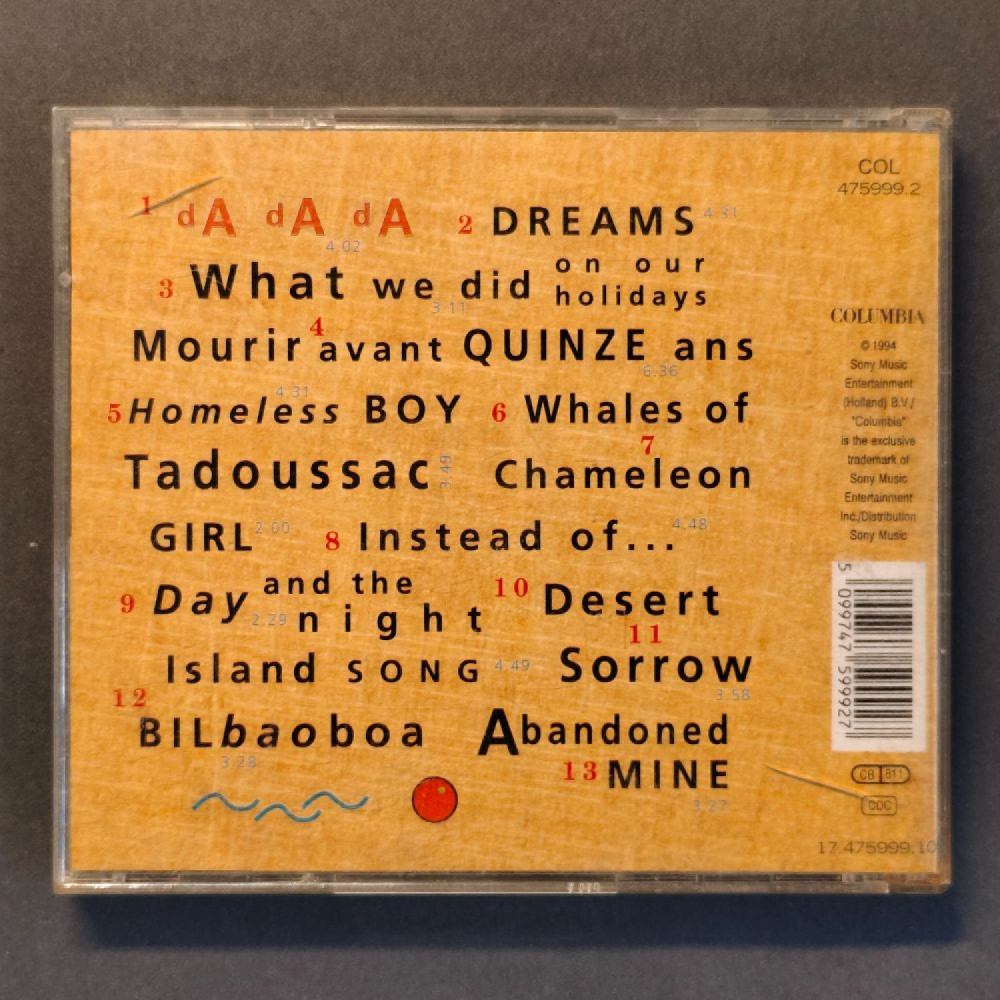 COL
475999.2
1 dA dA dA 2 DREAMS 4.31
4.02
3 What we did on our holidays
3.11
4
Mourir avant QUINZE ans
6.36
4.31
5 Homeless BOY 6 Whales of
7
Tadoussac 3.49 Chameleon
GIRL 2.00 8 Instead of... 4.48
9 Day and the night 2.29 10 Desert
11
Island SONG 4.49 Sorrow
3.58
12
BILbaoboa Abandoned
3.28
13 MINE
3.27
COLUMBIA
© 1994
Sony Music
Entertainment
(Holland) B.V./
"Columbia"
is the exclusive
trademark of
Sony Music
Entertainment
Inc./Distribution
Sony Music
5 099747 599927
CB 811
CDC
17.475999.10